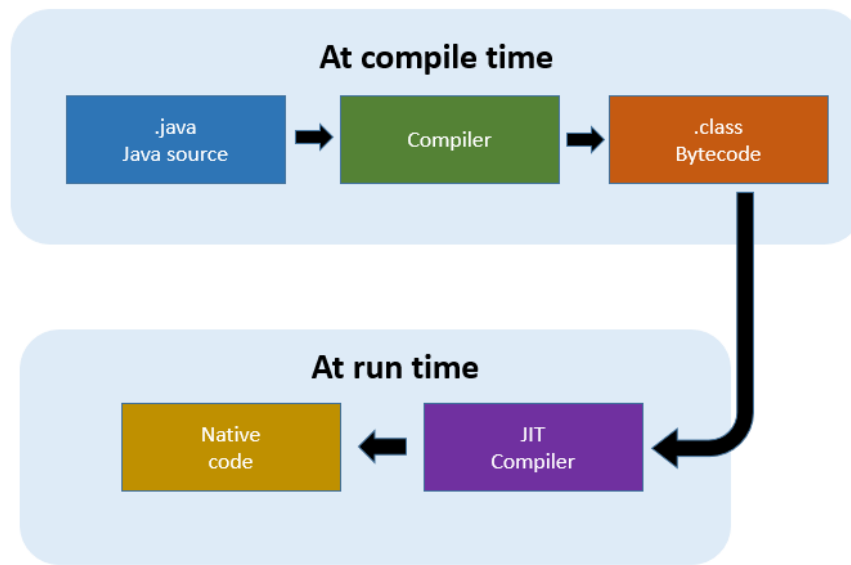 At compile time
.java
Java source
Compiler
.class
Bytecode
At run time
Native
code
JIT
Compiler